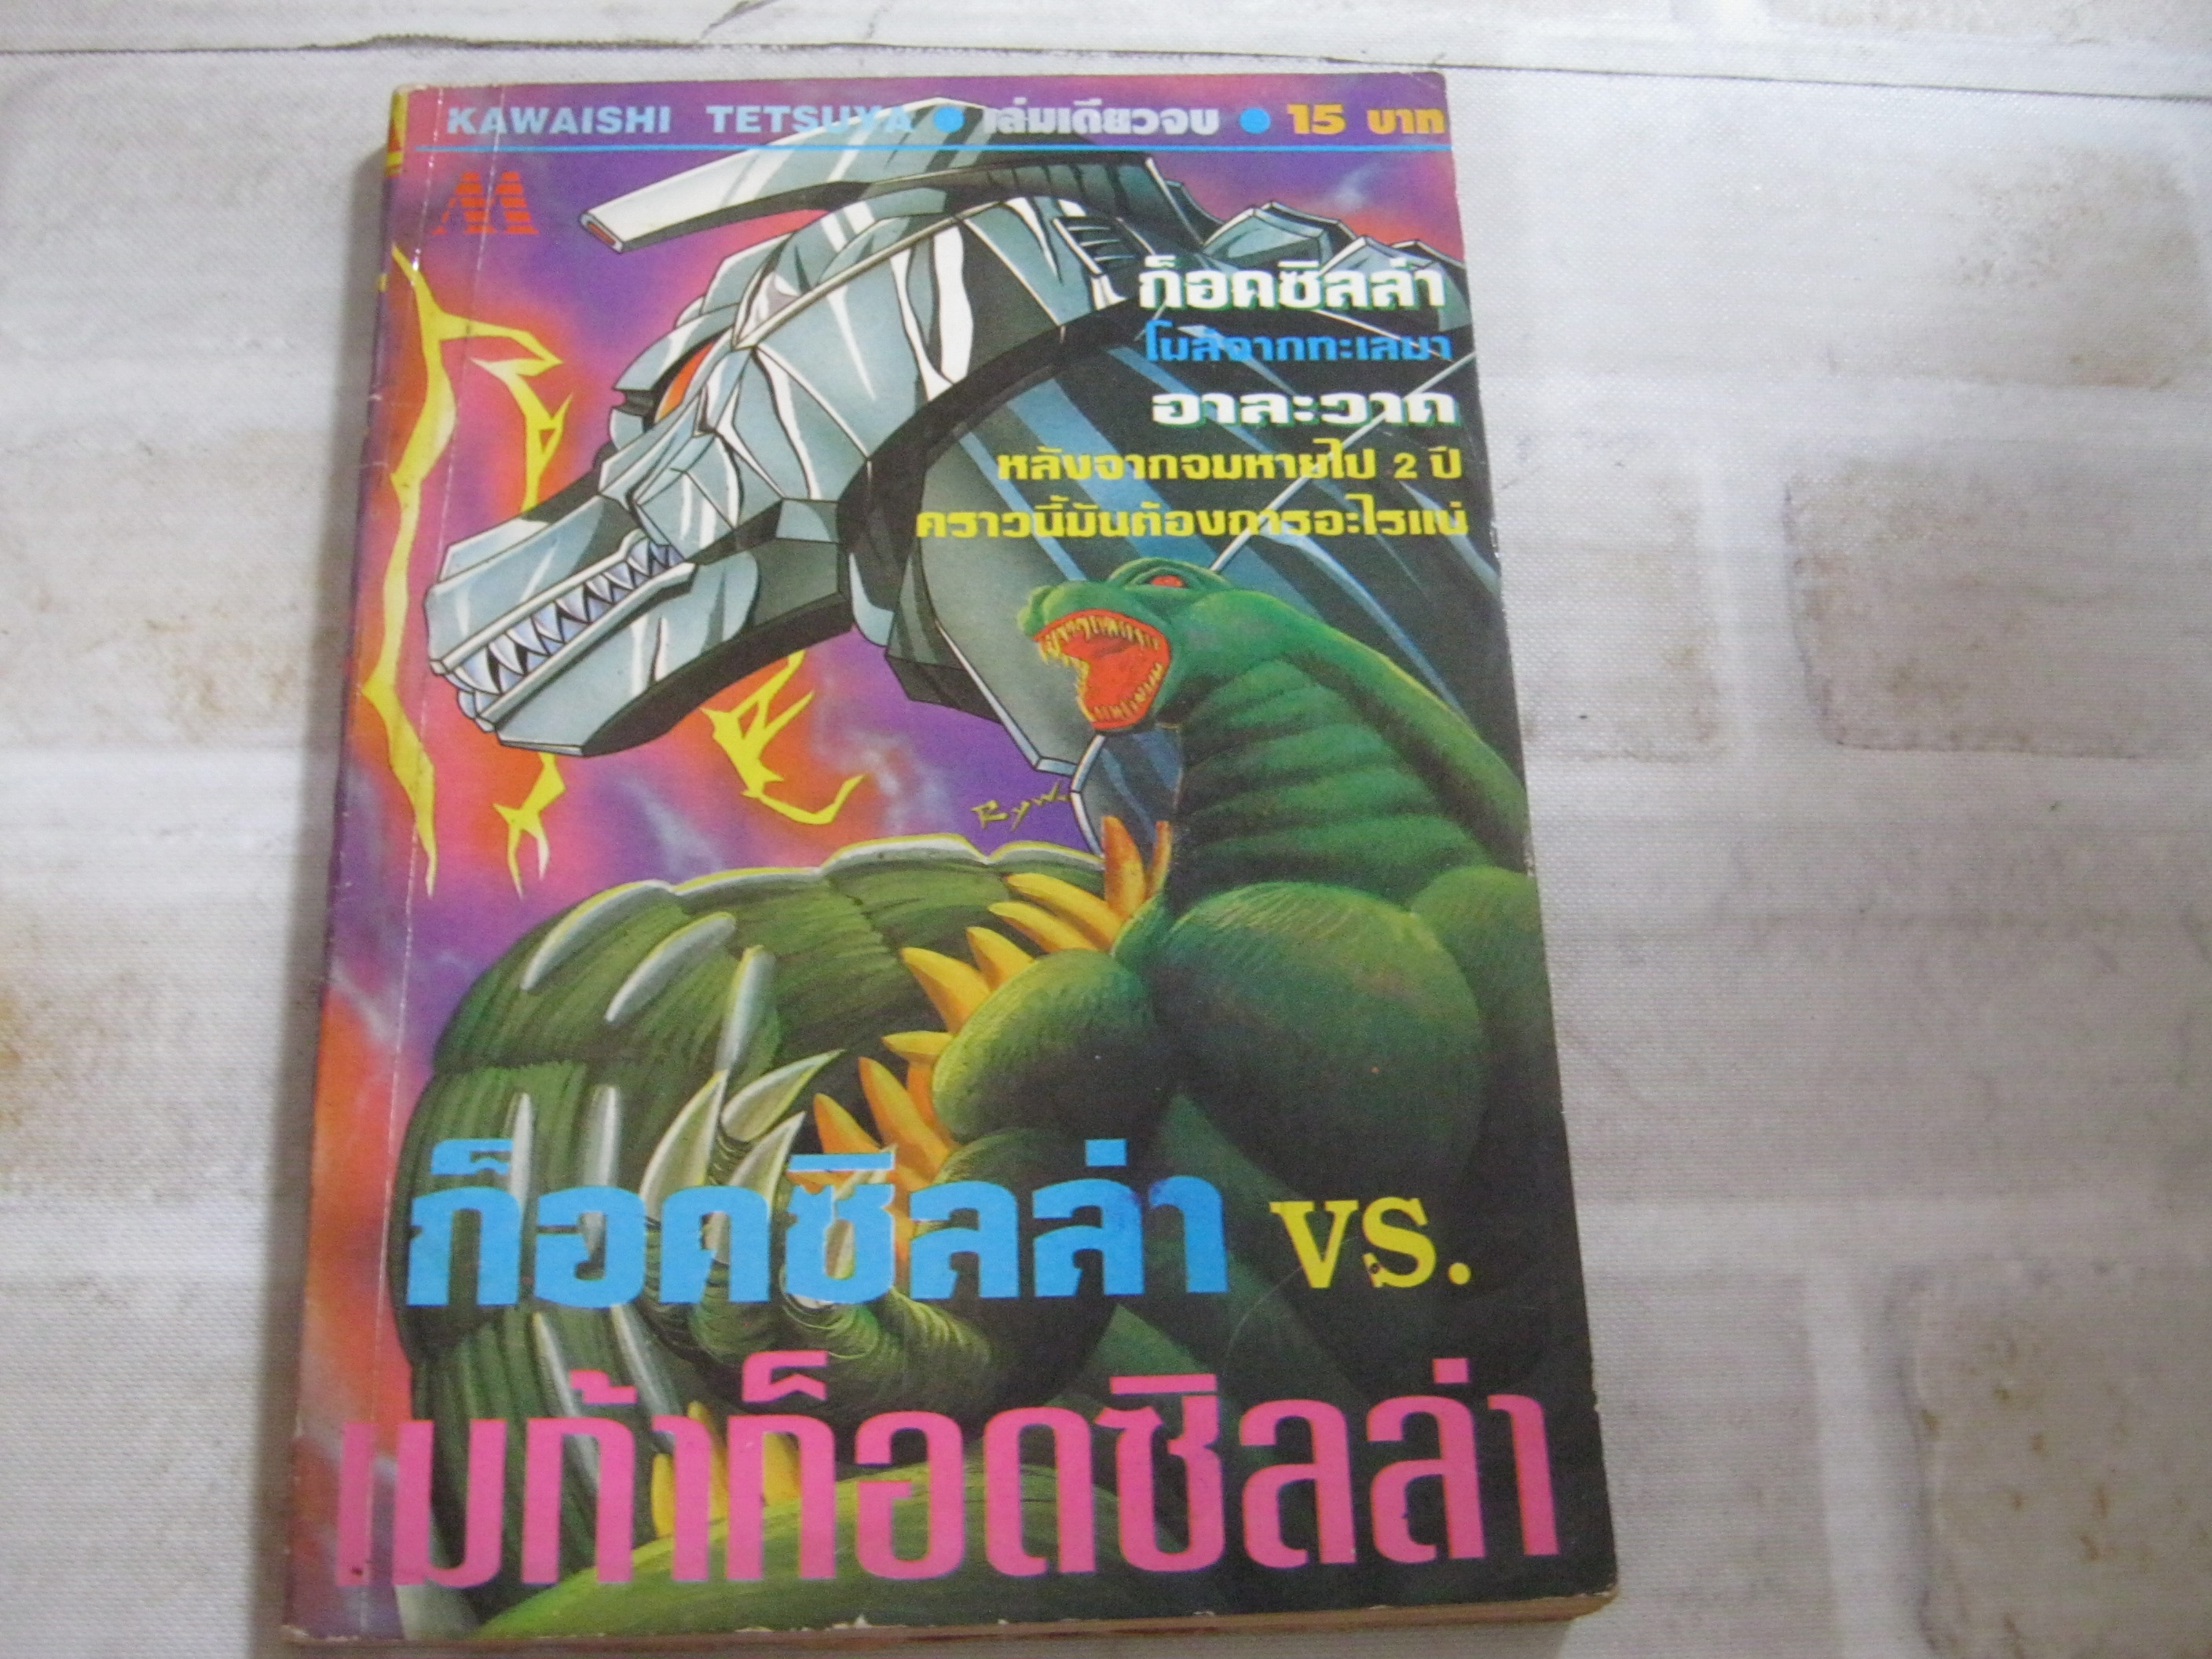 KAWAISHI TETSUYA • เล่มเดียวจบ • 15 บาท
ก็อคซิลล่า
โผล่จากทะเลมา
อาละวาด
หลังจากจมหายไป 2 ปี
คราวนี้มันต้องการอะไรแน่
Ryw.
ก็อดซิลล่า vs.
เมก้าก็อดซิลล่า